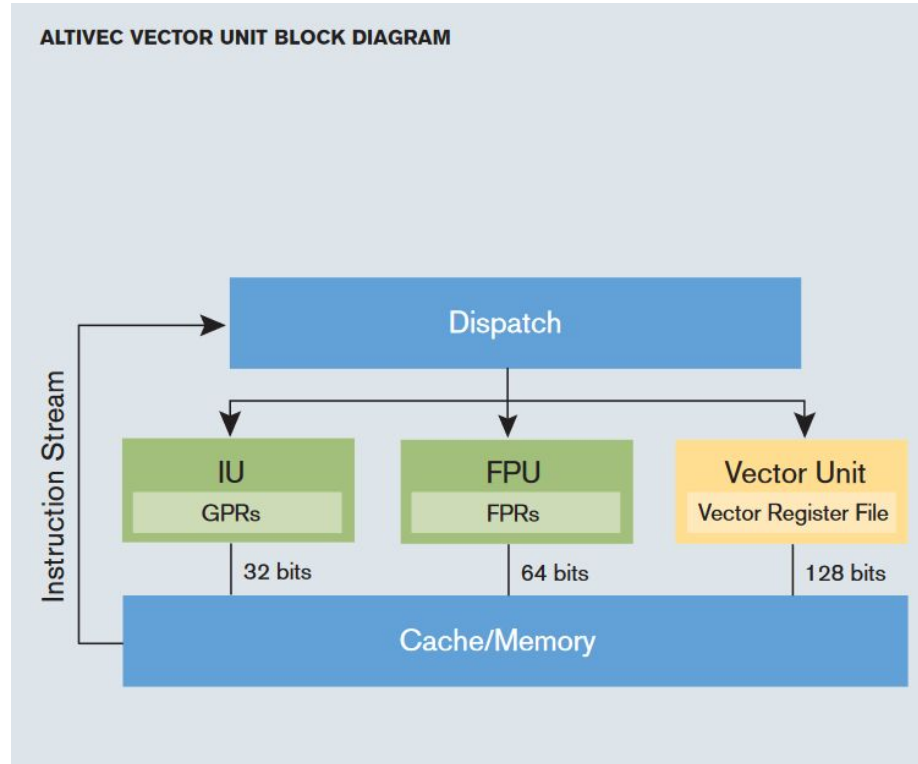 ALTIVEC VECTOR UNIT BLOCK DIAGRAM
Dispatch
Instruction Stream
IU
GPRs
FPU
FPRs
Vector Unit
Vector Register File
32 bits
64 bits
128 bits
Cache/Memory